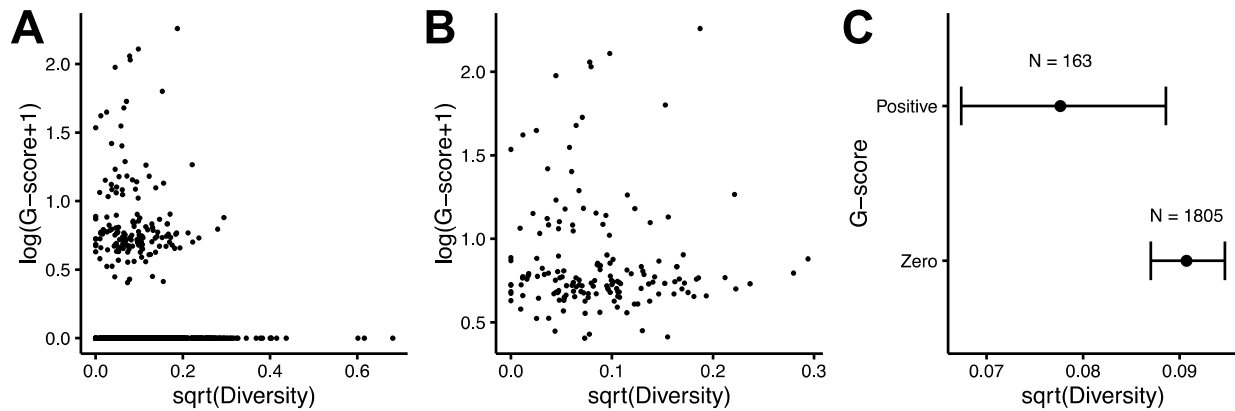 A
log(G−score+1)
2.0
1.5
1.0
0.5
0.0
0.0
0.2
0.4
0.6
sqrt(Diversity)
B
log(G−score+1)
2.0
1.5
1.0
0.5
0.0
0.1
0.2
0.3
sqrt(Diversity)
C
G−score
Positive
Zero
N = 163
N = 1805
0.07
0.08
0.09
sqrt(Diversity)